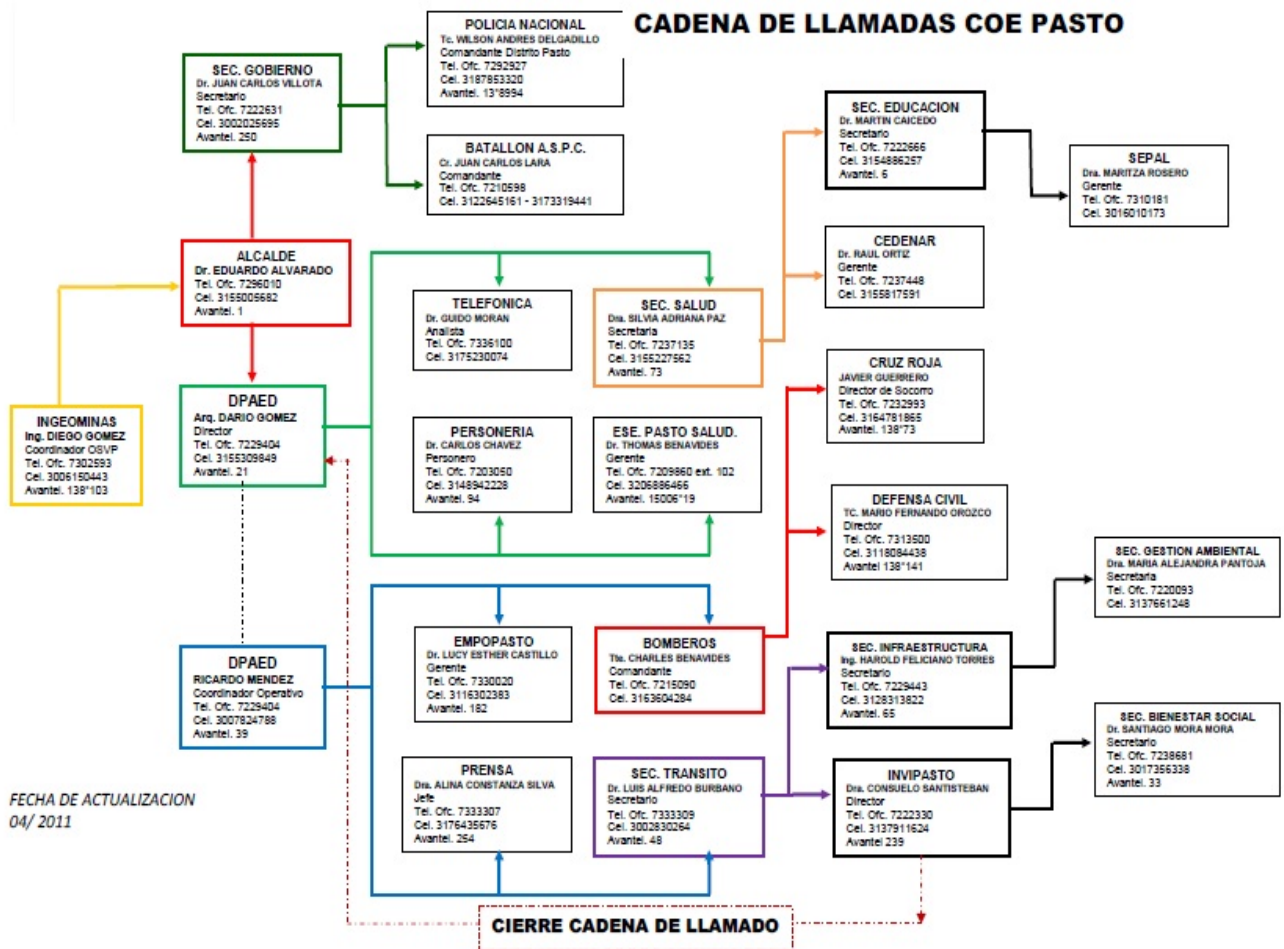 CADENA DE LLAMADAS COE PASTO
POLICIA NACIONAL
Tc. WILSON ANDRES DELGADILLO
Comandante Distrito Pasto
Tel. Ofc. 7292927
Cel. 3187853320
Avantel. 13*8994
SEC. GOBIERNO
Dr. JUAN CARLOS VILLOTA
Secretario
Tel. Ofc. 7222631
Cel. 3002025695
Avantel. 250
BATALLON A.S.P.C.
Cr. JUAN CARLOS LARA
Comandante
Tel. Ofc. 7210598
Cel. 3122645161 - 3173319441
SEC. EDUCACION
Dr. MARTIN CAICEDO
Secretario
Tel. Ofc. 7222666
Cel. 3154886257
Avantel. 6
SEPAL
Dra. MARITZA ROSERO
Gerente
Tel. Ofc. 7310181
Cel. 3016010173
ALCALDE
Dr. EDUARDO ALVARADO
Tel. Ofc. 7296010
Cel. 3155005682
Avantel. 1
CEDENAR
Dr. RAUL ORTIZ
Gerente
Tel. Ofc. 7237448
Cel. 3155817591
TELEFONICA
Dr. GUIDO MORAN
Analista
Tel. Ofc. 7336100
Cel. 3175230074
SEC. SALUD
Dra. SILVIA ADRIANA PAZ
Secretaria
Tel. Ofc. 7237135
Cel. 3155227562
Avantel. 73
CRUZ ROJA
JAVIER GUERRERO
Director de Socorro
Tel. Ofc. 7232993
Cel. 3164781865
Avantel. 138*73
INGEOMINAS
Ing. DIEGO GOMEZ
Coordinador OSVP
Tel. Ofc. 7302593
Cel. 3006150443
Avantel. 138*103
DPAED
Arq. DARIO GOMEZ
Director
Tel. Ofc. 7229404
Cel. 3155309849
Avantel. 21
PERSONERIA
Dr. CARLOS CHAVEZ
Personero
Tel. Ofc. 7203050
Cel. 3148942228
Avantel. 94
ESE. PASTO SALUD.
Dr. THOMAS BENAVIDES
Gerente
Tel. Ofc. 7209860 ext. 102
Cel. 3206886466
Avantel. 15006*19
DEFENSA CIVIL
TC. MARIO FERNANDO OROZCO
Director
Tel. Ofc. 7313500
Cel. 3118084438
Avantel 138*141
SEC. GESTION AMBIENTAL
Dra. MARIA ALEJANDRA PANTOJA
Secretaria
Tel. Ofc. 7220093
Cel. 3137661248
DPAED
RICARDO MENDEZ
Coordinador Operativo
Tel. Ofc. 7229404
Cel. 3007824788
Avantel. 39
EMPOPASTO
Dr. LUCY ESTHER CASTILLO
Gerente
Tel. Ofc. 7330020
Cel. 3116302383
Avantel. 182
BOMBEROS
Tte. CHARLES BENAVIDES
Comandante
Tel. Ofc. 7215090
Cel. 3163604284
SEC. INFRAESTRUCTURA
Ing. HAROLD FELICIANO TORRES
Secretario
Tel. Ofc. 7229443
Cel. 3128313822
Avantel. 65
SEC. BIENESTAR SOCIAL
Dr. SANTIAGO MORA MORA
Secretario
Tel. Ofc. 7238681
Cel. 3017356338
Avantel. 33
PRENSA
Dra. ALINA CONSTANZA SILVA
Jefe
Tel. Ofc. 7333307
Cel. 3176435676
Avantel. 254
SEC. TRANSITO
Dr. LUIS ALFREDO BURBANO
Secretario
Tel. Ofc. 7333309
Cel. 3002830264
Avantel. 48
INVIPASTO
Dra. CONSUELO SANTISTEBAN
Director
Tel. Ofc. 7222330
Cel. 3137911624
Avantel 239
FECHA DE ACTUALIZACION
04/ 2011
CIERRE CADENA DE LLAMADO